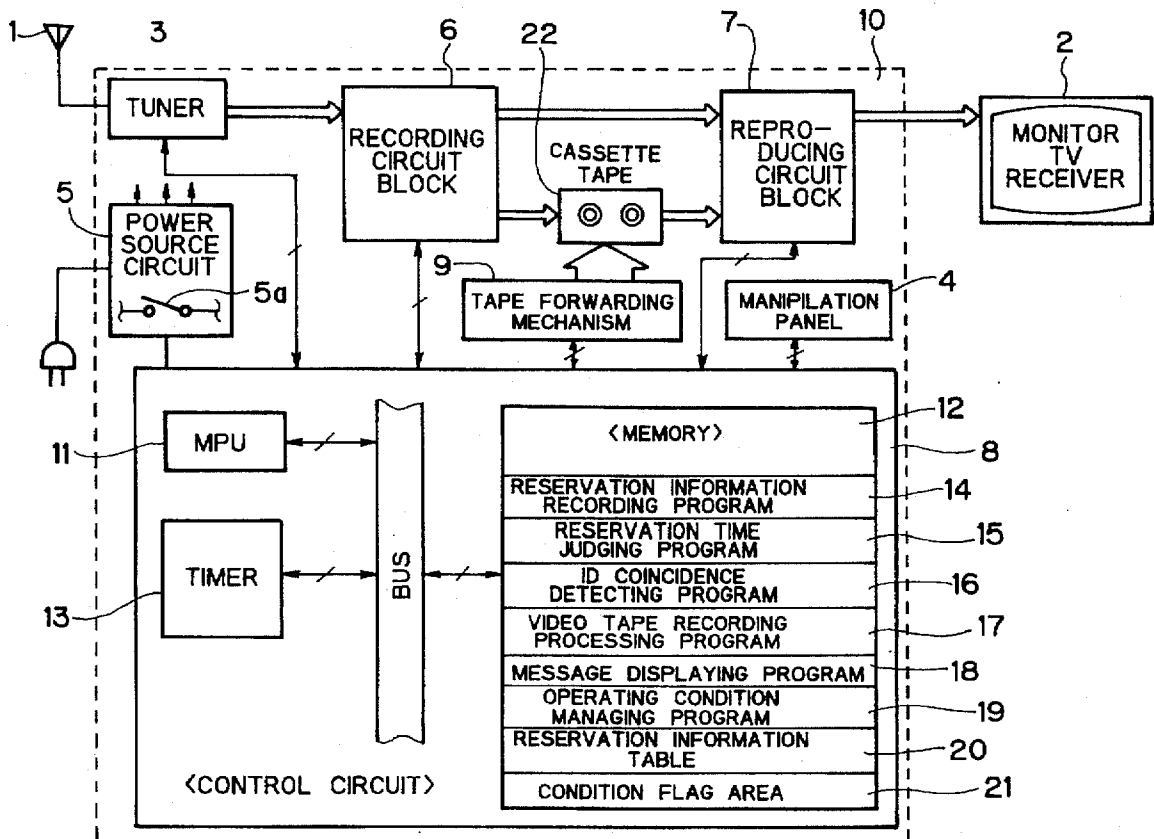 1
3
6
22
7
10
2
TUNER
RECORDING
CIRCUIT
BLOCK
CASSETTE
TAPE
REPRO-
DUCING
CIRCUIT
BLOCK
MONITOR
TV
RECEIVER
5
POWER
SOURCE
CIRCUIT
5a
9
TAPE FORWARDING
MECHANISM
4
MANIPILATION
PANEL
11
MPU
13
TIMER
BUS
<CONTROL CIRCUIT>
<MEMORY>
12
8
RESERVATION INFORMATION
RECORDING PROGRAM
14
RESERVATION TIME
JUDGING PROGRAM
15
ID COINCIDENCE
DETECTING PROGRAM
16
VIDEO TAPE RECORDING
PROCESSING PROGRAM
17
MESSAGE DISPLAYING PROGRAM
18
OPERATING CONDITION
MANAGING PROGRAM
19
RESERVATION INFORMATION
TABLE
20
CONDITION FLAG AREA
21